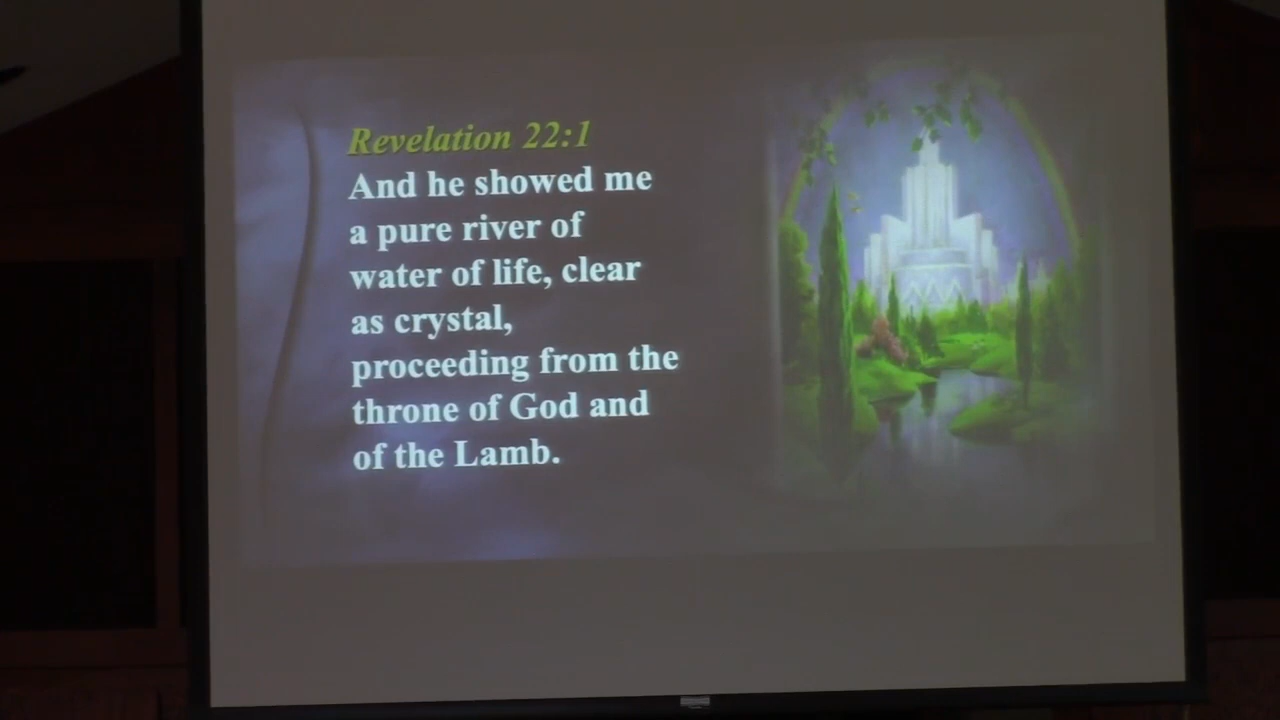 Revelation 22:1
And he showed me
a pure river of
water of life, clear
as crystal,
proceeding from the
throne of God and
of the Lamb.